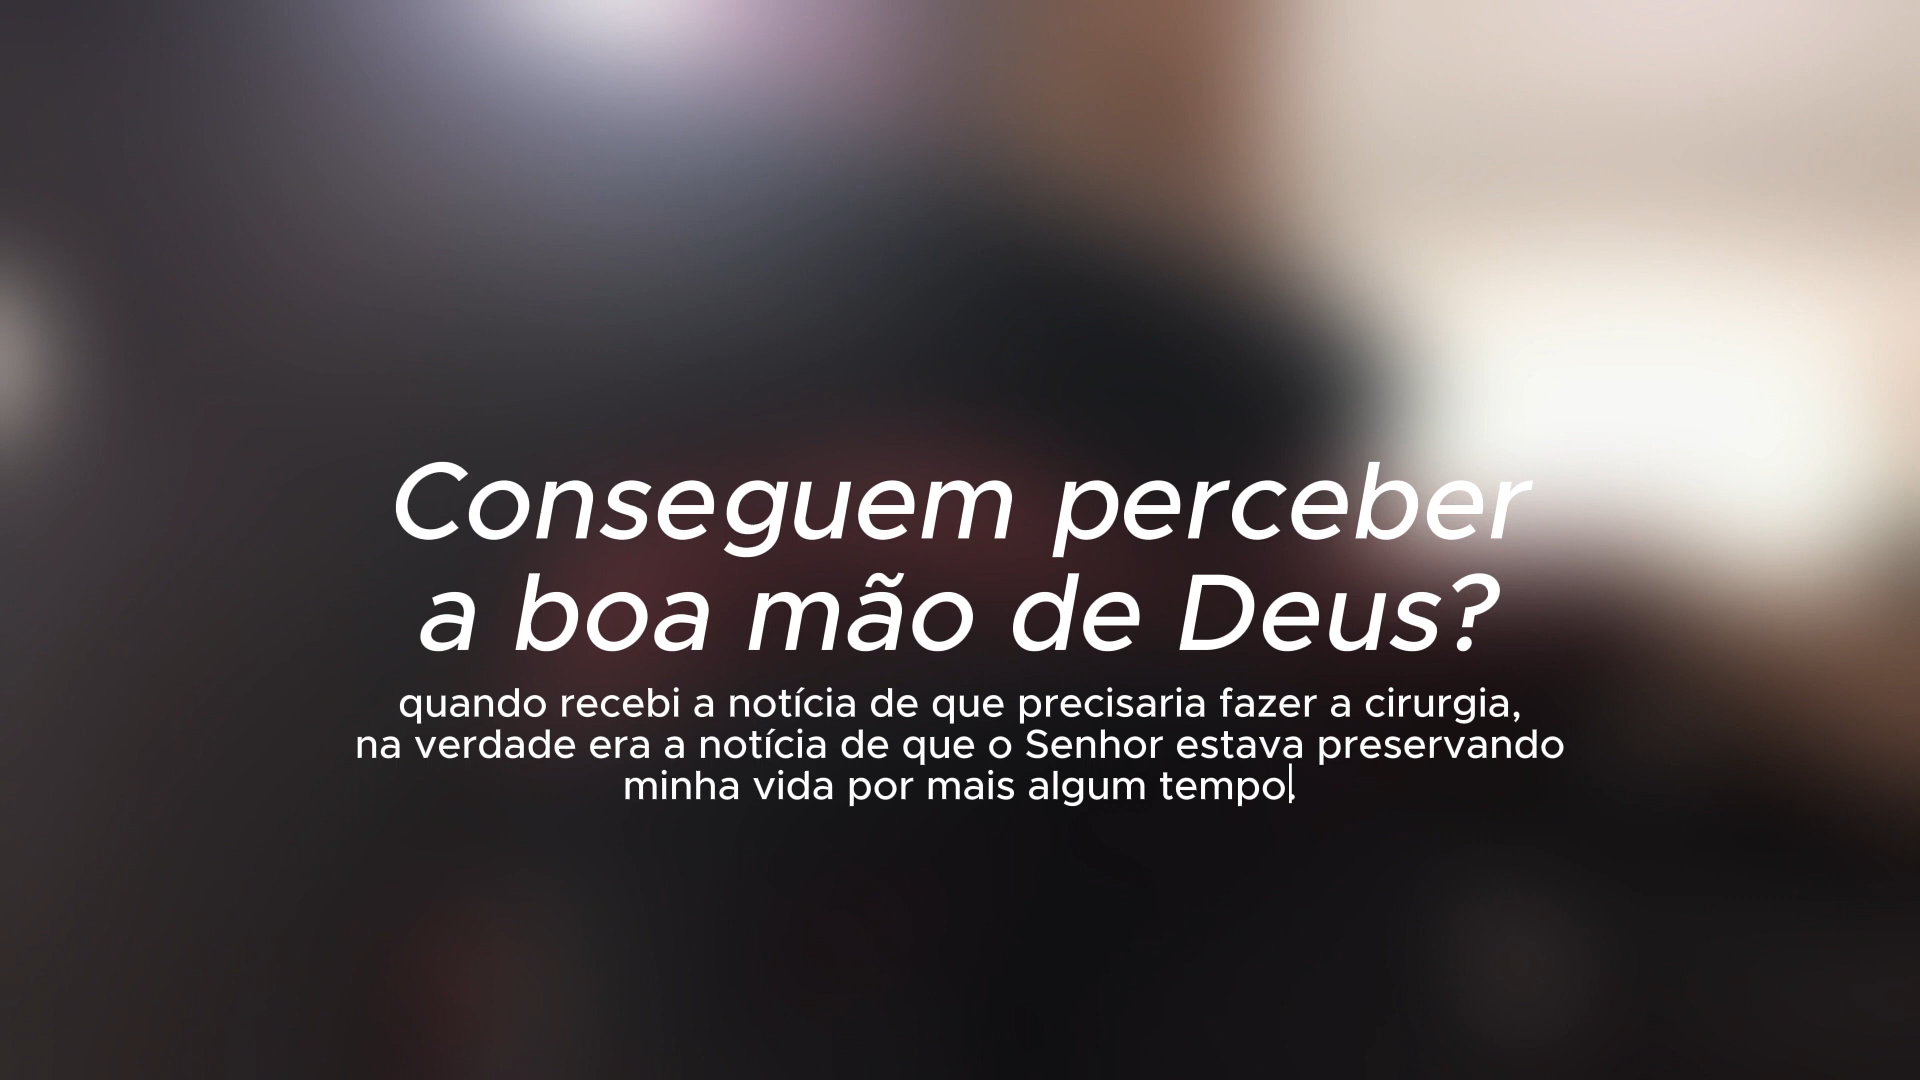 Conseguem perceber
a boa mão de Deus?
quando recebi a notícia de que precisaria fazer a cirurgia,
na verdade era a notícia de que o Senhor estava preservando
minha vida por mais algum tempo.